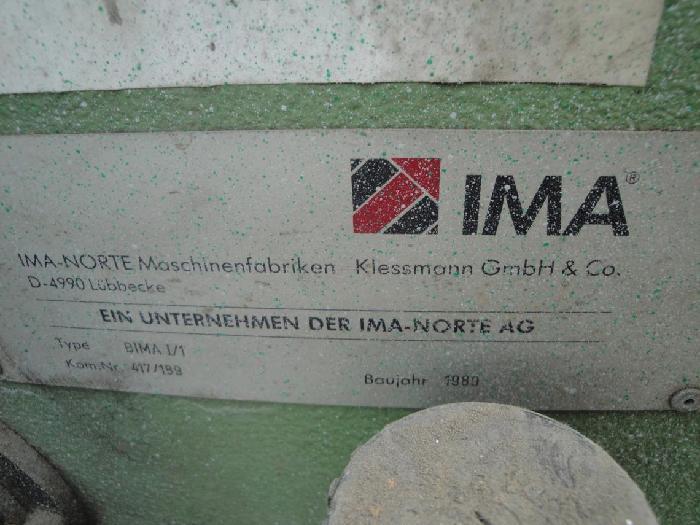 IMA®
IMA-NORTE Maschinenfabriken Klessmann GmbH & Co.
D-4990 Lübbecke
EIN UNTERNEHMEN DER IMA-NORTE AG
Type BIMA I/1
Kom.Nr. 417/189 Baujahr 1989